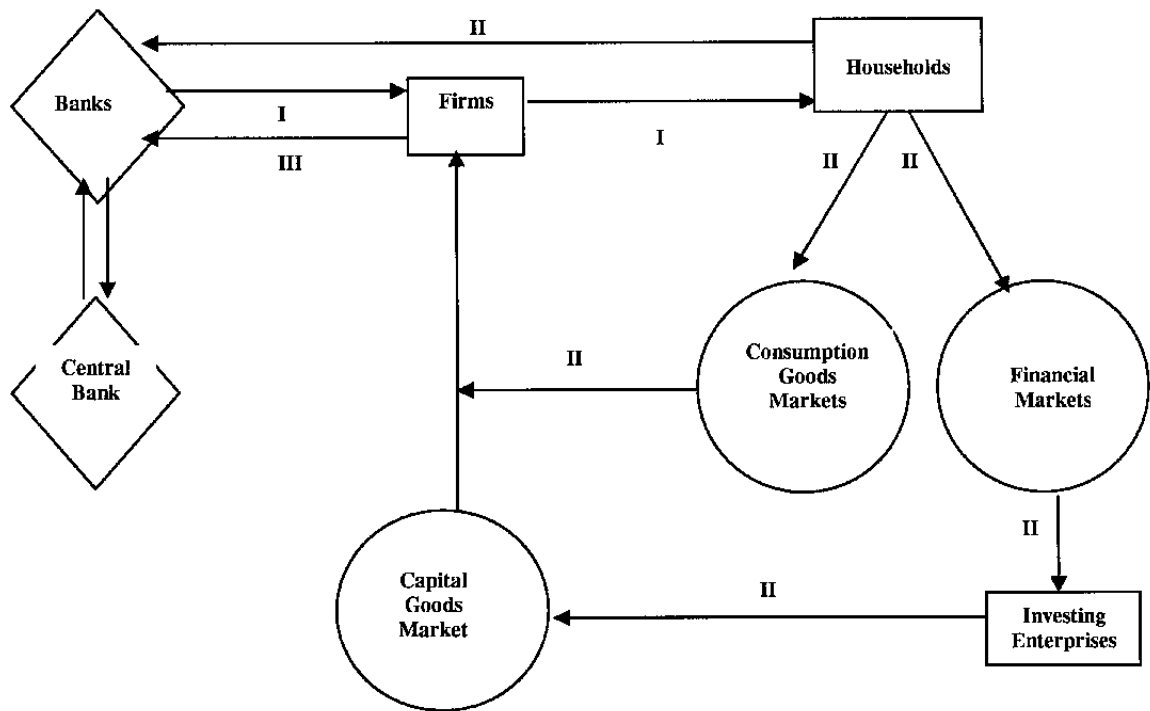 II
Households
Banks
Firms
I
I
III
II
II
Consumption
Goods
Markets
Financial
Markets
II
Central
Bank
II
Capital
Goods
Market
II
Investing
Enterprises